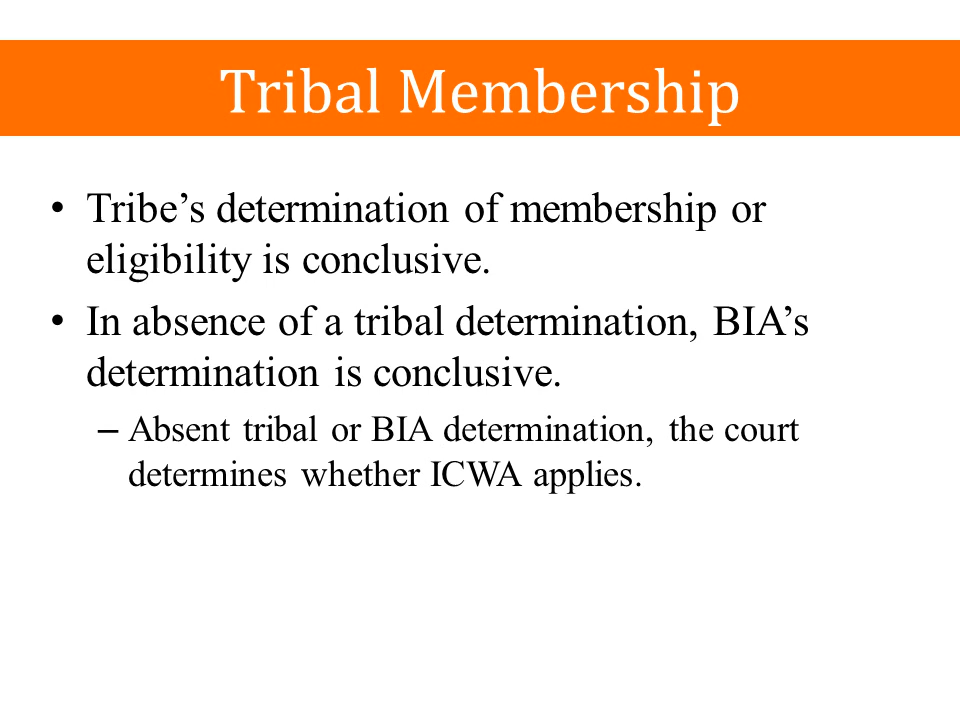 Tribal Membership
• Tribe’s determination of membership or
eligibility is conclusive.
• In absence of a tribal determination, BIA’s
determination is conclusive.
– Absent tribal or BIA determination, the court
determines whether ICWA applies.